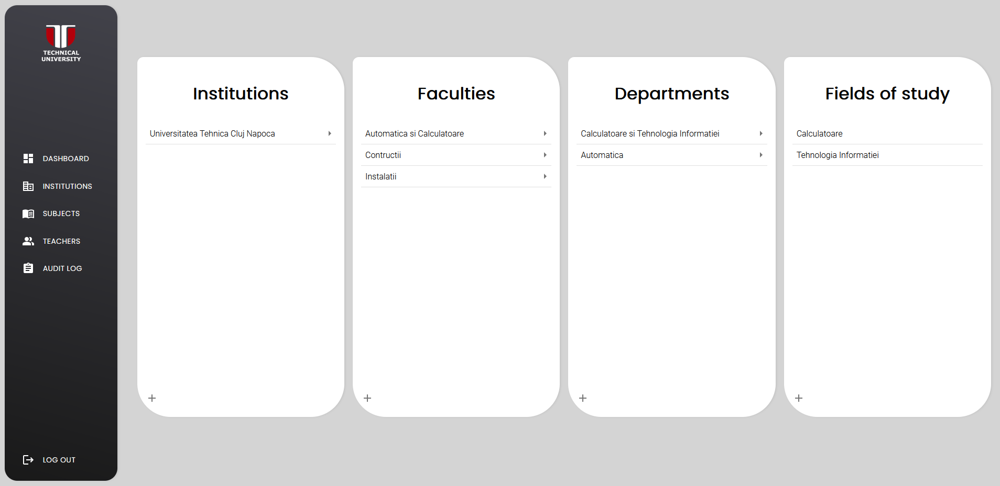 TECHNICAL
UNIVERSITY
DASHBOARD
INSTITUTIONS
SUBJECTS
TEACHERS
AUDIT LOG
LOG OUT
Institutions
Universitatea Tehnica Cluj Napoca
Faculties
Automatica si Calculatoare
Contructii
Instalatii
Departments
Calculatoare si Tehnologia Informatiei
Automatica
Fields of study
Calculatoare
Tehnologia Informatiei